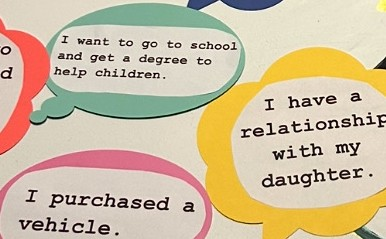 I want to go to school
and get a degree to
help children.
o
d
I have a
relationship
with my
daughter.
I purchased a
vehicle.